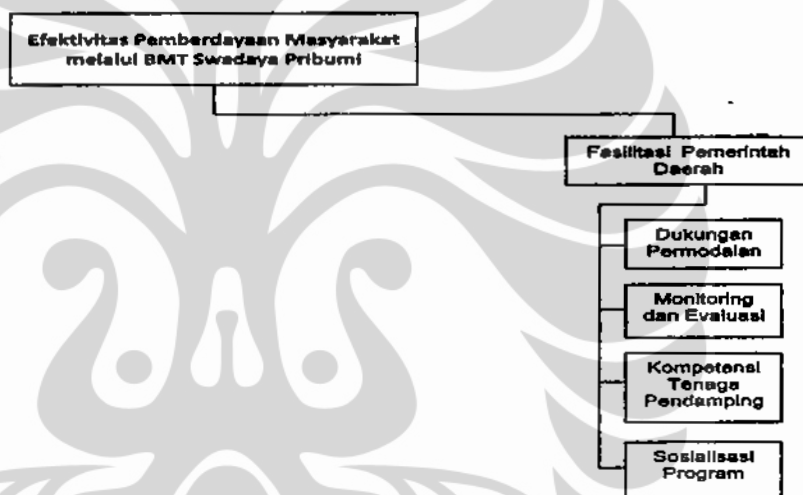 Efektivitas Pemberdayaan Masyarakat
melalui BMT Swadaya Pribumi
Fasilitasi Pemerintah
Daerah
Dukungan
Permodalan
Monitoring
dan Evaluasi
Kompetensi
Tenaga
Pendamping
Sosialisasi
Program